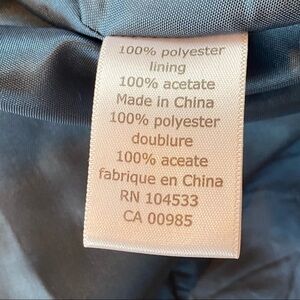 100% polyester
lining
100% acetate
Made in China
100% polyester
doublure
100% aceate
fabrique en China
RN 104533
CA 00985